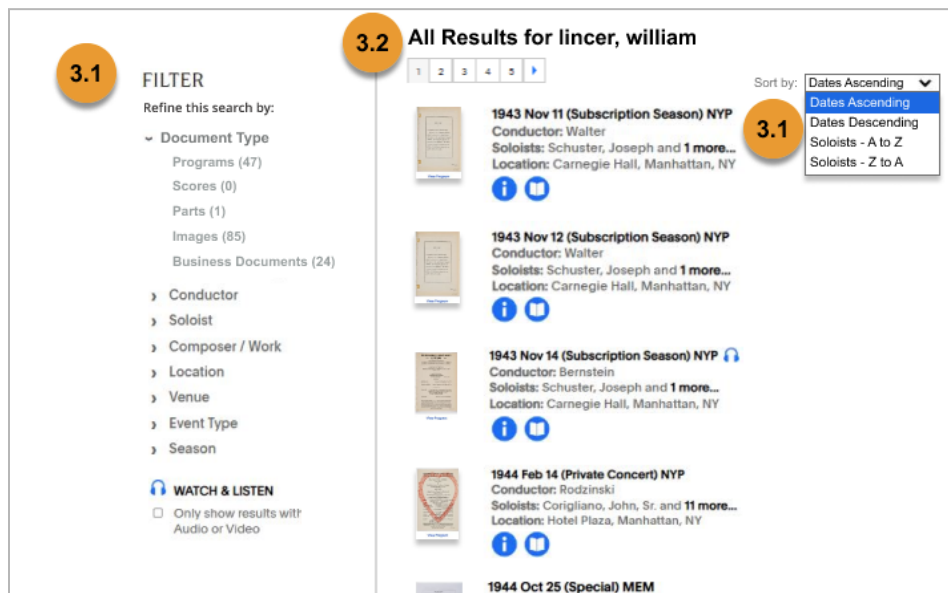 3.1
FILTER
Refine this search by:
Document Type
Programs (47)
Scores (0)
Parts (1)
Images (85)
Business Documents (24)
Conductor
Soloist
Composer / Work
Location
Venue
Event Type
Season
WATCH & LISTEN
Only show results with
Audio or Video
3.2
All Results for lincer, william
1 2 3 4 5
Sort by: Dates Ascending
Dates Ascending
Dates Descending
Soloists - A to Z
Soloists - Z to A
3.1
1943 Nov 11 (Subscription Season) NYP
Conductor: Walter
Soloists: Schuster, Joseph and 1 more...
Location: Carnegie Hall, Manhattan, NY
1943 Nov 12 (Subscription Season) NYP
Conductor: Walter
Soloists: Schuster, Joseph and 1 more...
Location: Carnegie Hall, Manhattan, NY
1943 Nov 14 (Subscription Season) NYP
Conductor: Bernstein
Soloists: Schuster, Joseph and 1 more...
Location: Carnegie Hall, Manhattan, NY
1944 Feb 14 (Private Concert) NYP
Conductor: Rodzinski
Soloists: Corigliano, John, Sr. and 11 more...
Location: Hotel Plaza, Manhattan, NY
1944 Oct 25 (Special) MEM